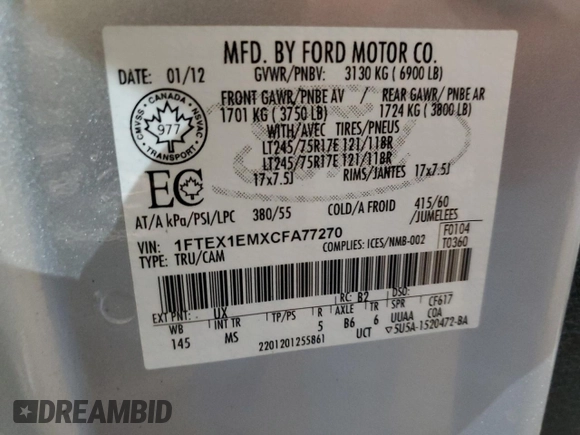 MFD. BY FORD MOTOR CO.
DATE: 01/12 GVWR/PNBV: 3130 KG ( 6900 LB)
FRONT GAWR/PNBE AV / REAR GAWR/ PNBE AR
1701 KG ( 3750 LB) 1724 KG ( 3800 LB)
WITH/AVEC TIRES/PNEUS
LT245/75R17E 121/118R
LT245/75R17E 121/118R
17x7.5J RIMS/JANTES 17x7.5J
CMVSS CANADA NSVAC
977
TRANSPORT
EC
AT/A kPa/PSI/LPC 380/55 COLD/A FROID 415/60
/JUMELEES
VIN: 1FTEX1EMXCFA77270 COMPLIES: ICES/NMB-002 F0104
TYPE: TRU/CAM T0360
EXT PNT: UX RC: B2 DSO:
WB INT TR TP/PS R AXLE TR SPR CF617
145 MS 5 B6 6 UUAA COA
2201201255861 UCT 5U5A-1520472-BA
DREAMBID